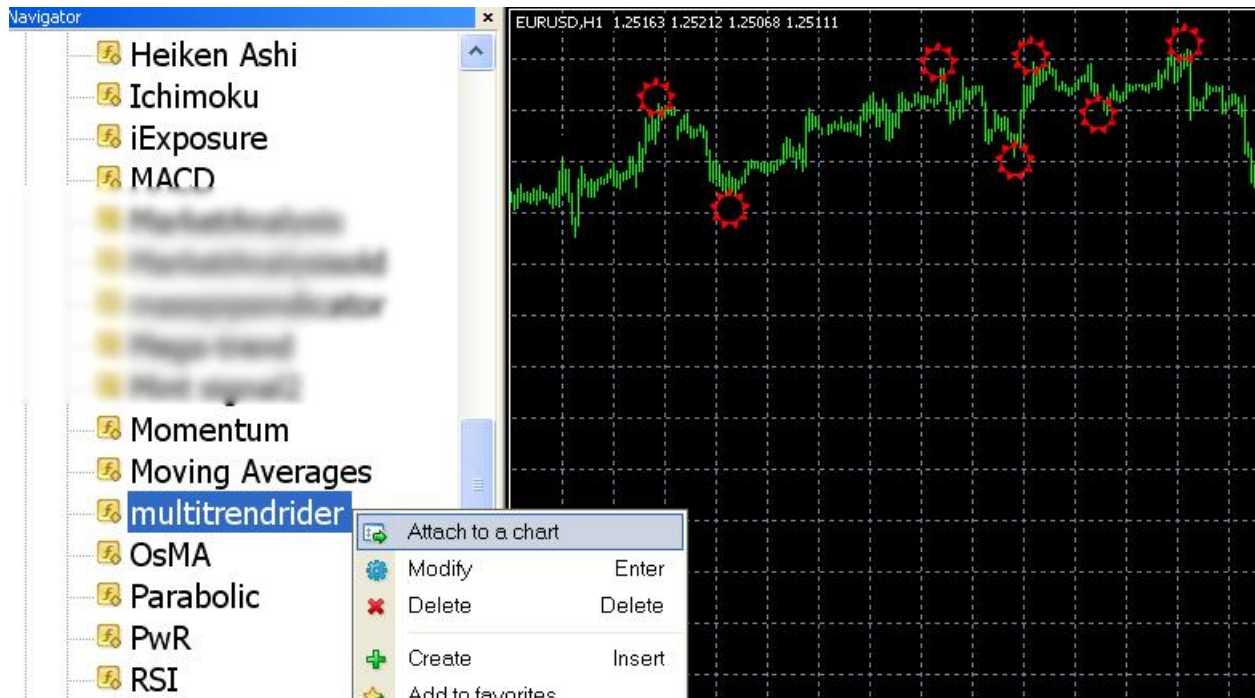 Navigator
Heiken Ashi
Ichimoku
iExposure
MACD
Momentum
Moving Averages
multitrendrider
OsMA
Parabolic
PwR
RSI
Attach to a chart
Modify Enter
Delete Delete
Create Insert
Add to favorites
EURUSD,H1 1.25163 1.25212 1.25068 1.25111